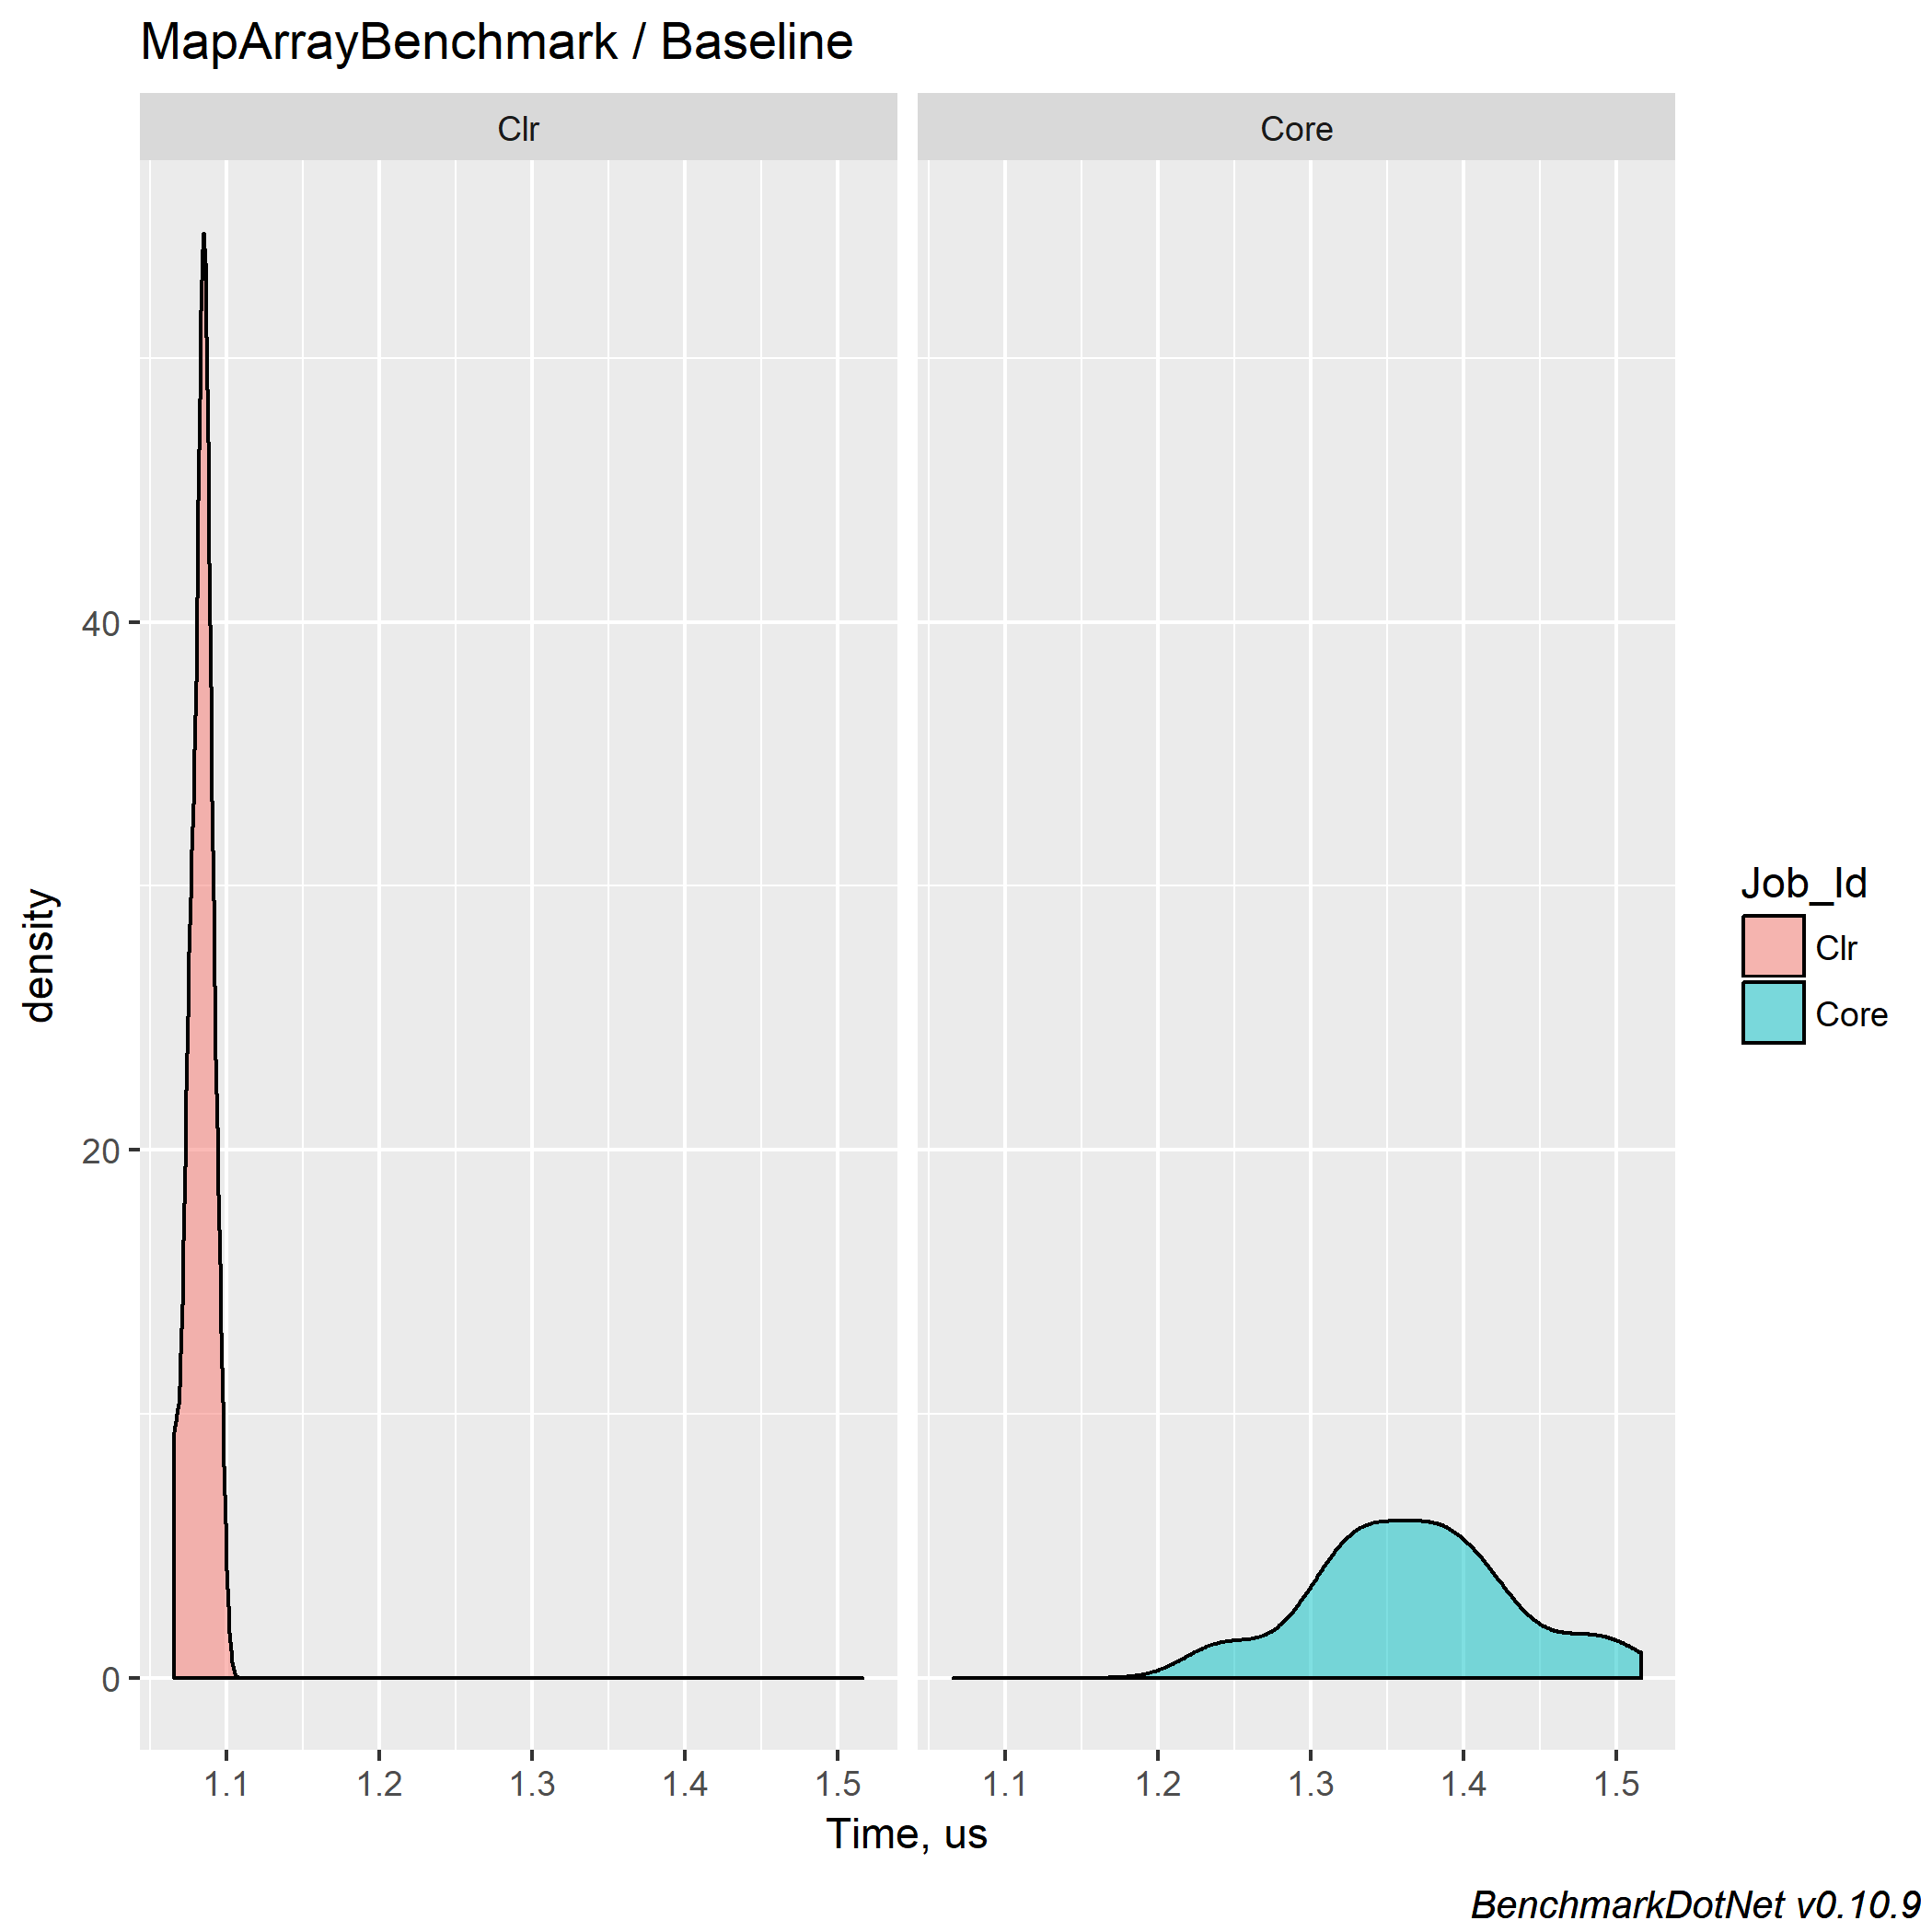 MapArrayBenchmark / Baseline
Clr
Core
density
40
20
0
1.1 1.2 1.3 1.4 1.5
1.1 1.2 1.3 1.4 1.5
Time, us
Job_Id
Clr
Core
BenchmarkDotNet v0.10.9